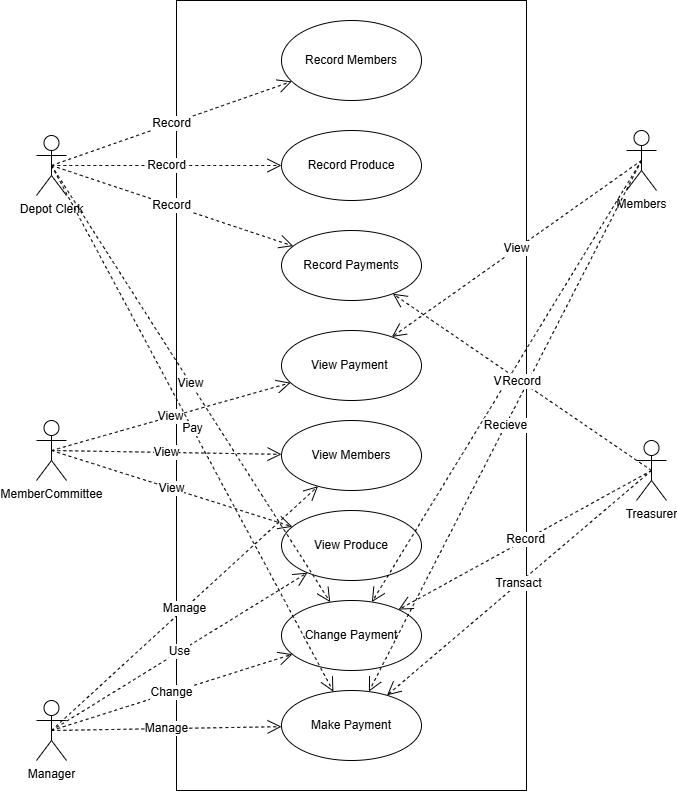 Record Members
Record
Depot Clerk
Record
Record Produce
Record
Members
Record Payments
View
View Payment
View
VRecord
View
Pay
Recieve
View
View Members
MemberCommittee
View
Treasurer
View Produce
Record
Transact
Manage
Change Payment
Use
Change
Manage
Make Payment
Manager